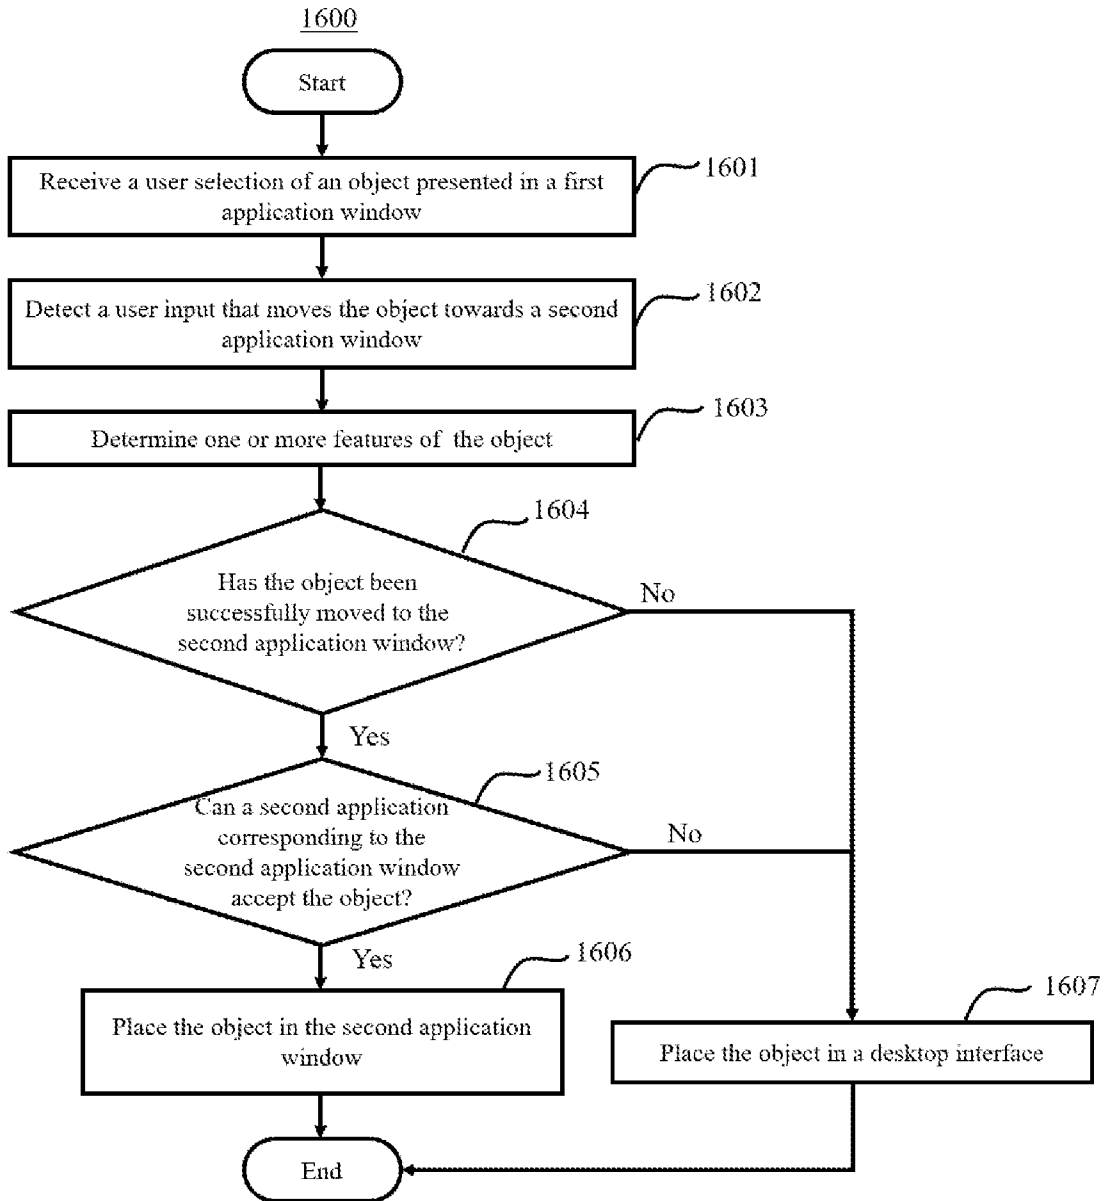 1600
Start
1601
Receive a user selection of an object presented in a first
application window
1602
Detect a user input that moves the object towards a second
application window
1603
Determine one or more features of the object
1604
Has the object been
successfully moved to the
second application window?
No
Yes
1605
Can a second application
corresponding to the
second application window
accept the object?
No
Yes
1606
Place the object in the second application
window
1607
Place the object in a desktop interface
End